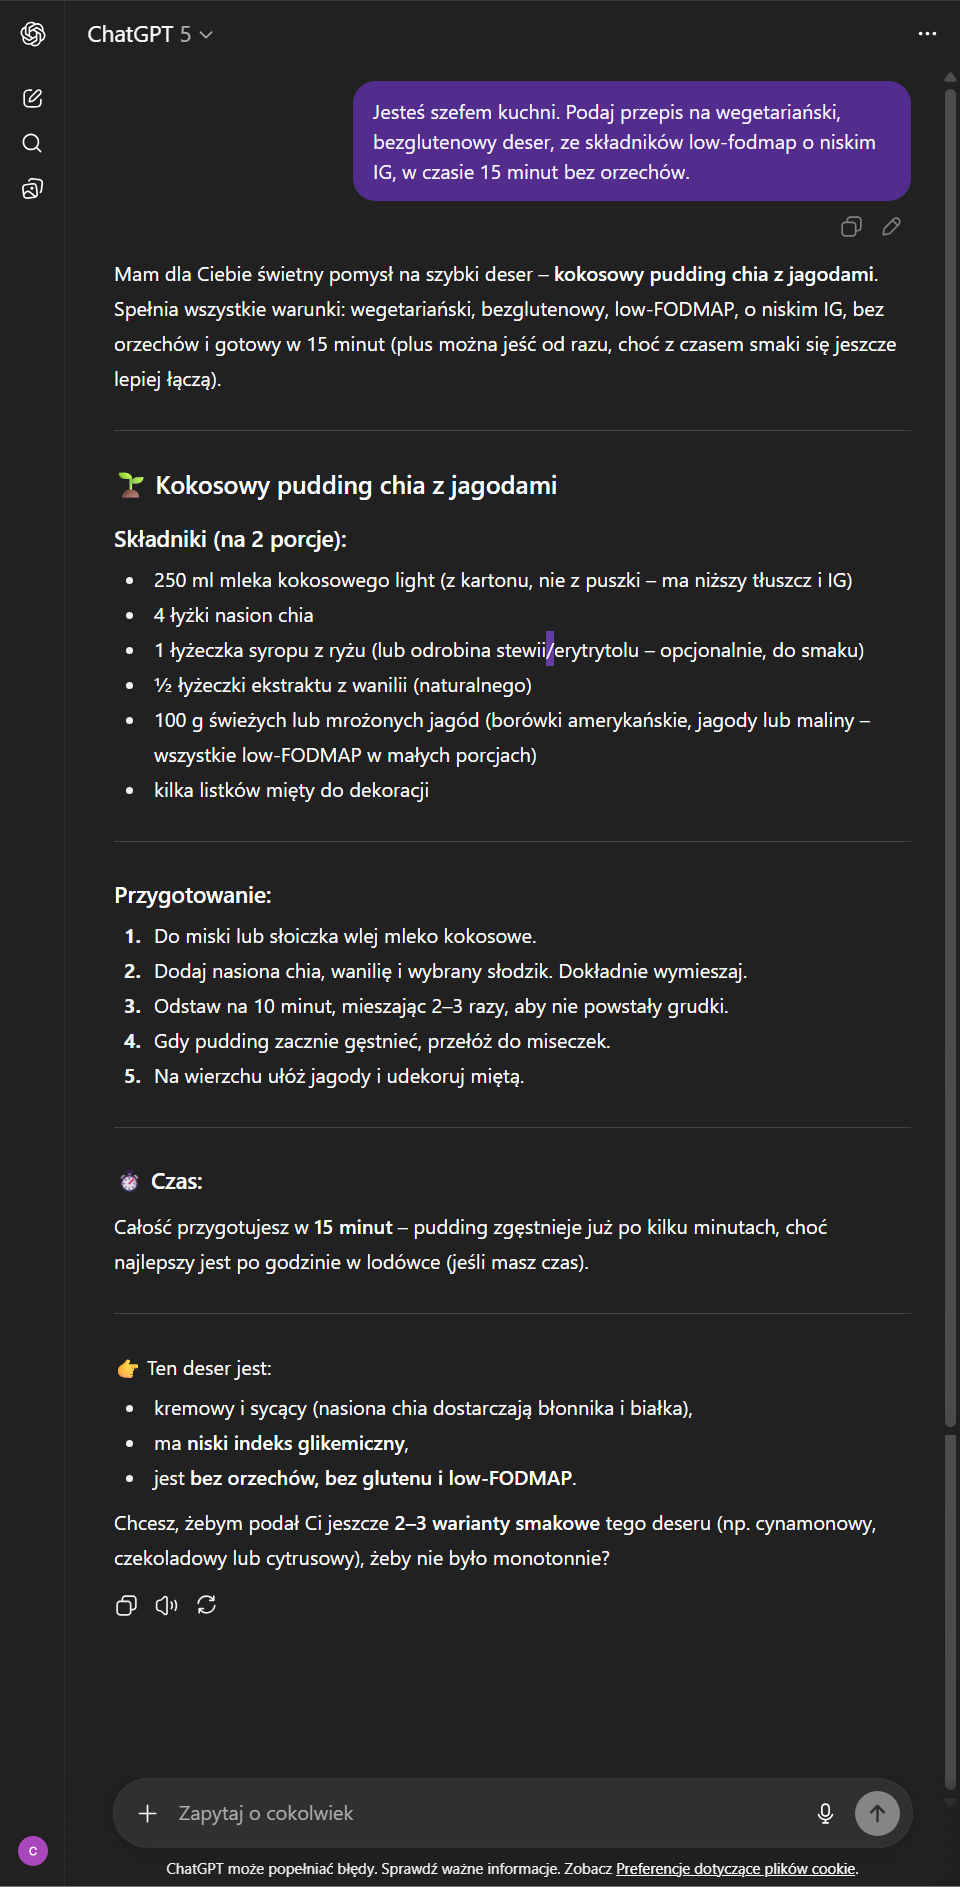 ChatGPT 5
Jesteś szefem kuchni. Podaj przepis na wegetariański,
bezglutenowy deser, ze składników low-fodmap o niskim
IG, w czasie 15 minut bez orzechów.
Mam dla Ciebie świetny pomysł na szybki deser – kokosowy pudding chia z jagodami.
Spełnia wszystkie warunki: wegetariański, bezglutenowy, low-FODMAP, o niskim IG, bez
orzechów i gotowy w 15 minut (plus można jeść od razu, choć z czasem smaki się jeszcze
lepiej łączą).
🌱 Kokosowy pudding chia z jagodami
Składniki (na 2 porcje):
• 250 ml mleka kokosowego light (z kartonu, nie z puszki – ma niższy tłuszcz i IG)
• 4 łyżki nasion chia
• 1 łyżeczka syropu z ryżu (lub odrobina stewii/erytrytolu – opcjonalnie, do smaku)
• ½ łyżeczki ekstraktu z wanilii (naturalnego)
• 100 g świeżych lub mrożonych jagód (borówki amerykańskie, jagody lub maliny –
wszystkie low-FODMAP w małych porcjach)
• kilka listków mięty do dekoracji
Przygotowanie:
1. Do miski lub słoiczka wlej mleko kokosowe.
2. Dodaj nasiona chia, wanilię i wybrany słodzik. Dokładnie wymieszaj.
3. Odstaw na 10 minut, mieszając 2–3 razy, aby nie powstały grudki.
4. Gdy pudding zacznie gęstnieć, przełóż do miseczek.
5. Na wierzchu ułóż jagody i udekoruj miętą.
⏱️ Czas:
Całość przygotujesz w 15 minut – pudding zgęstnieje już po kilku minutach, choć
najlepszy jest po godzinie w lodówce (jeśli masz czas).
👉 Ten deser jest:
• kremowy i sycący (nasiona chia dostarczają błonnika i białka),
• ma niski indeks glikemiczny,
• jest bez orzechów, bez glutenu i low-FODMAP.
Chcesz, żebym podał Ci jeszcze 2–3 warianty smakowe tego deseru (np. cynamonowy,
czekoladowy lub cytrusowy), żeby nie było monotonnie?
Zapytaj o cokolwiek
C
ChatGPT może popełniać błędy. Sprawdź ważne informacje. Zobacz Preferencje dotyczące plików cookie.